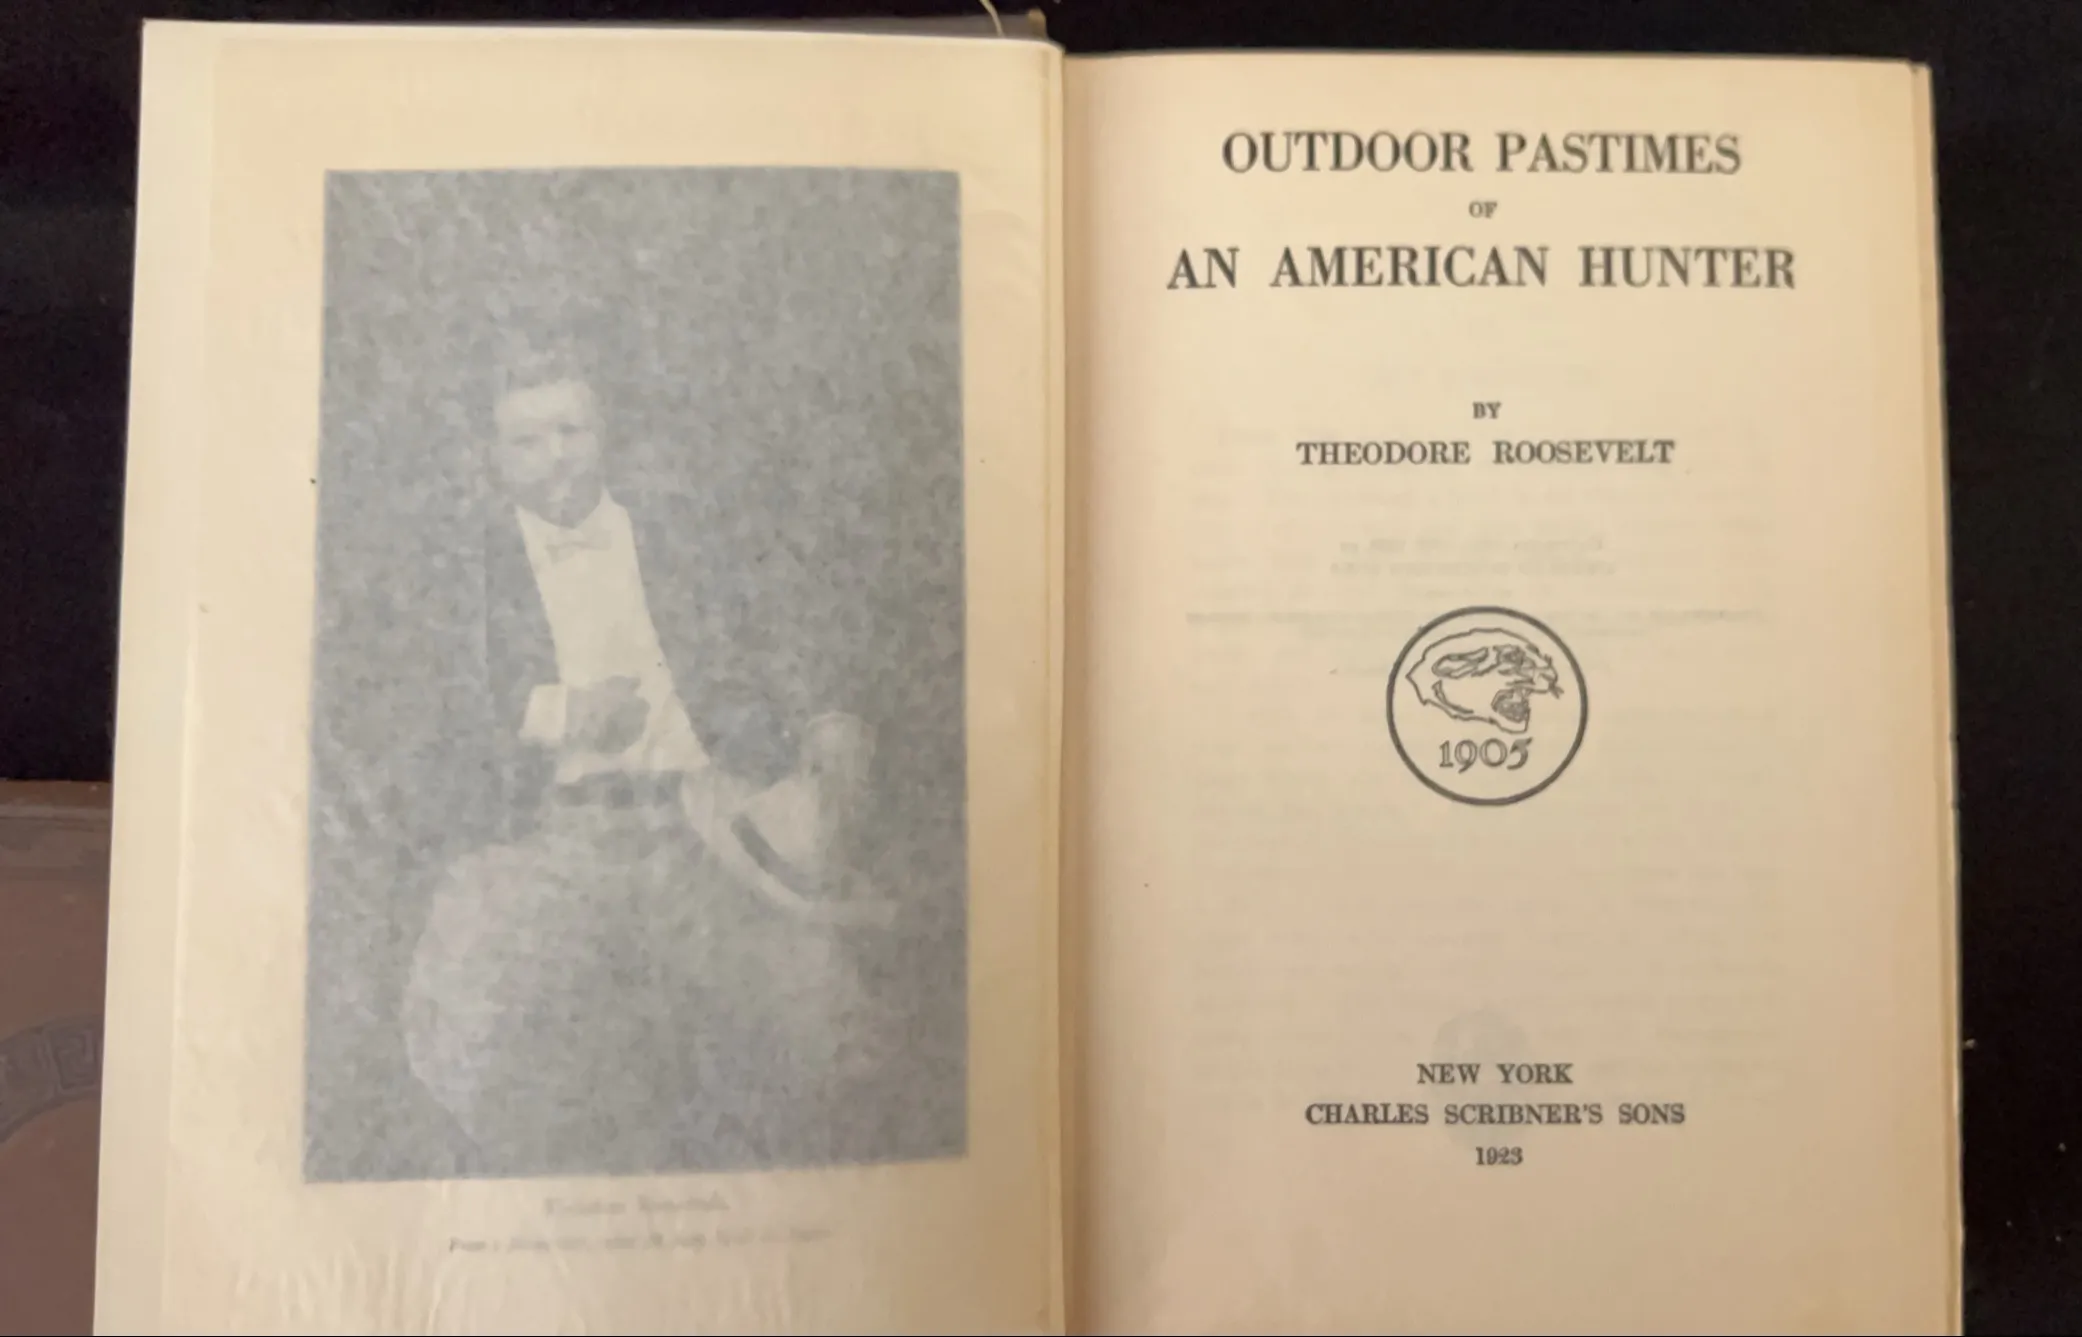 OUTDOOR PASTIMES
OF
AN AMERICAN HUNTER
BY
THEODORE ROOSEVELT
1905
NEW YORK
CHARLES SCRIBNER'S SONS
1923